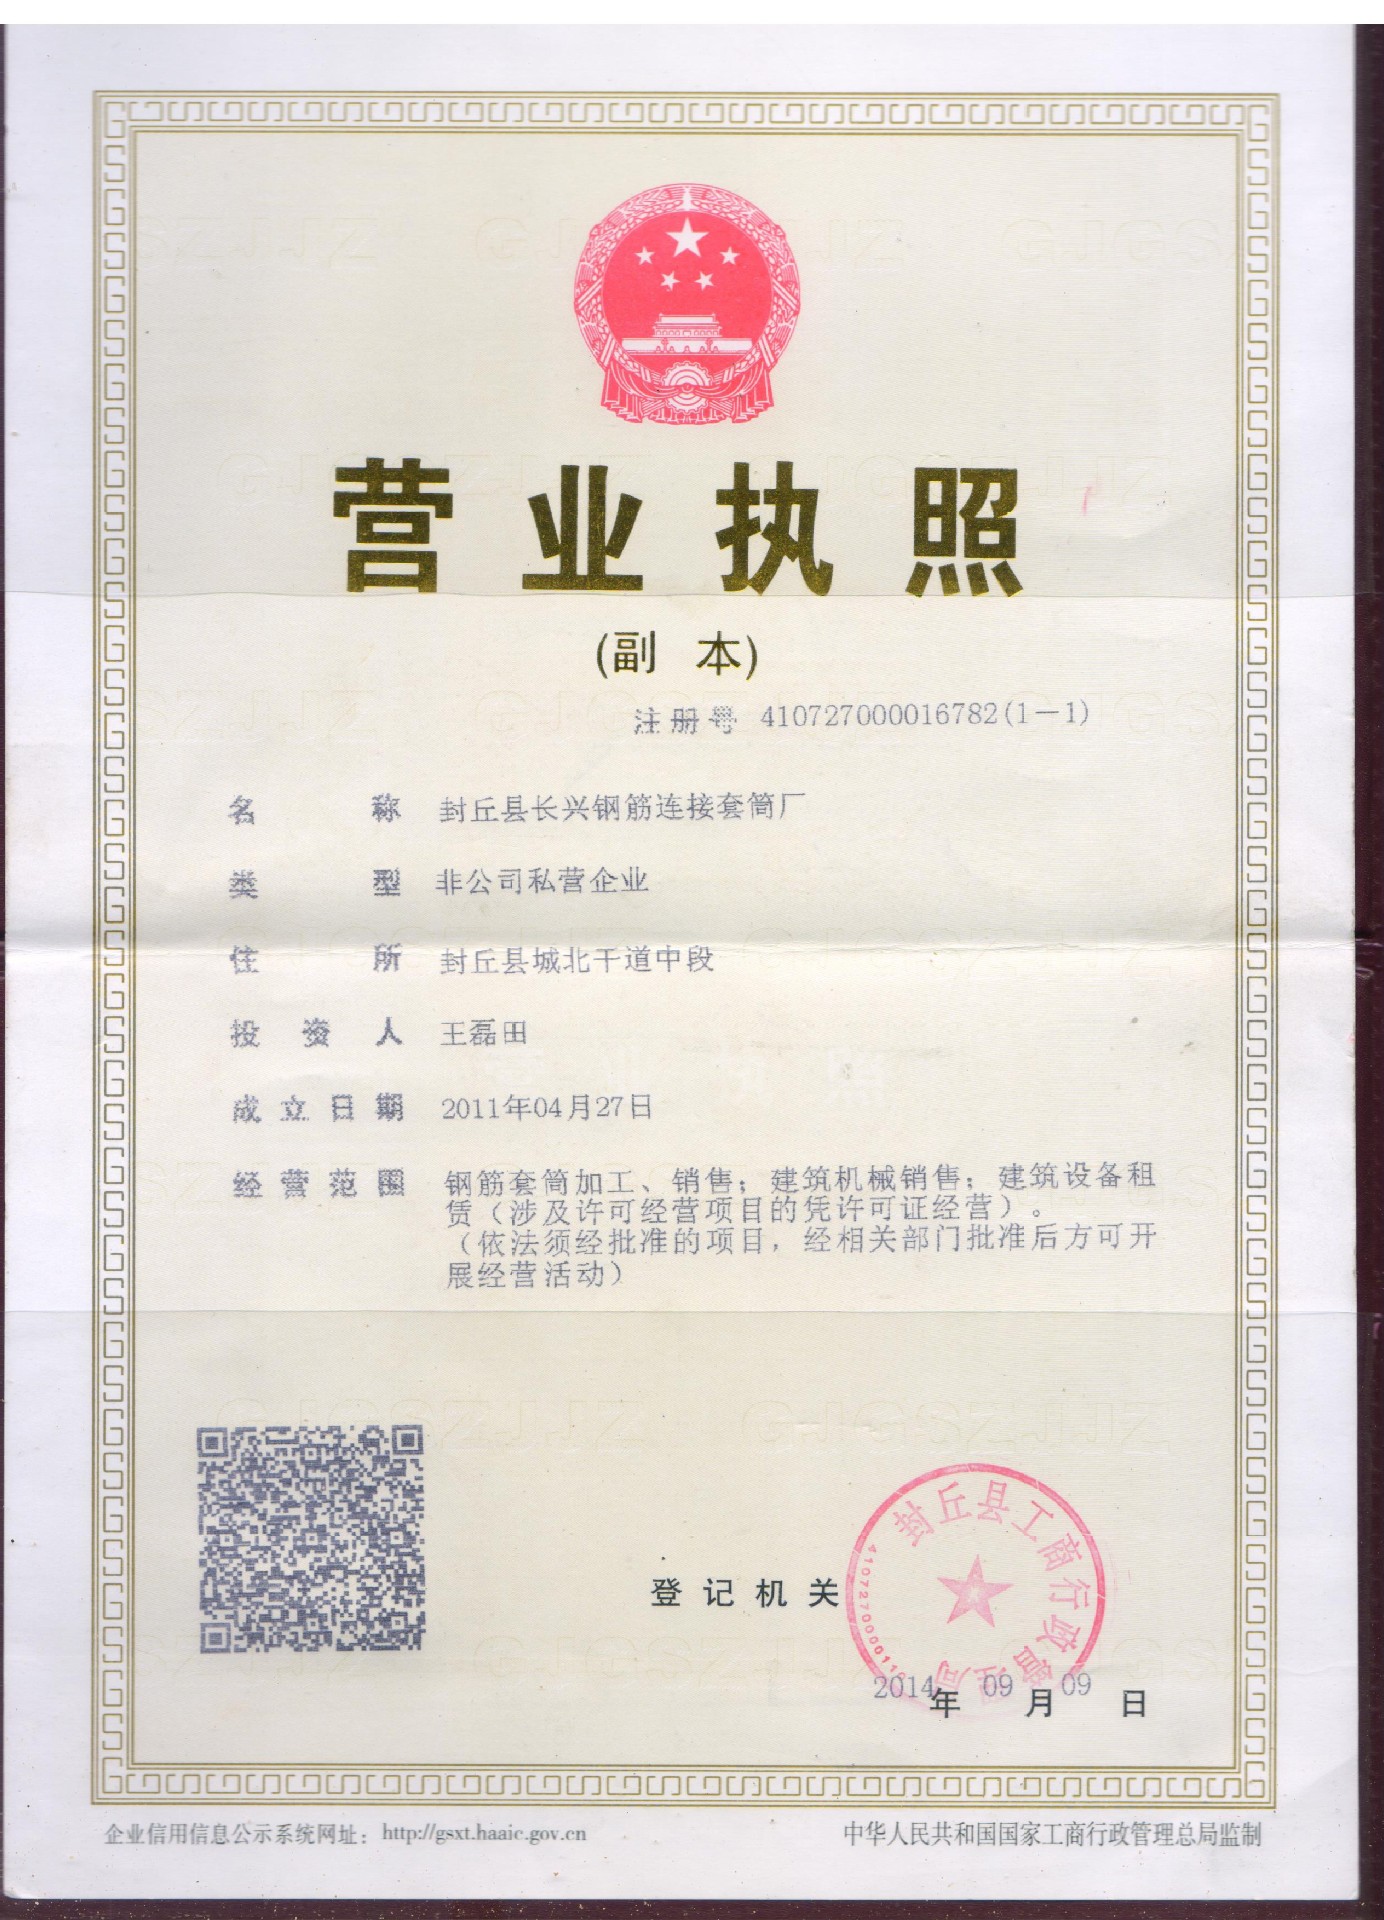 营业执照
(副 本)
注册号 410727000016782(1-1)
名称 封丘县长兴钢筋连接套筒厂
类型 非公司私营企业
住所 封丘县城北干道中段
投资人 王磊田
成立日期 2011年04月27日
经营范围 钢筋套筒加工、销售；建筑机械销售；建筑设备租
赁（涉及许可经营项目的凭许可证经营）。
（依法须经批准的项目，经相关部门批准后方可开
展经营活动）
封丘县工商行政管理局
登记机关
2014年09月09日
企业信用信息公示系统网址：http://gsxt.haaic.gov.cn
中华人民共和国国家工商行政管理总局监制